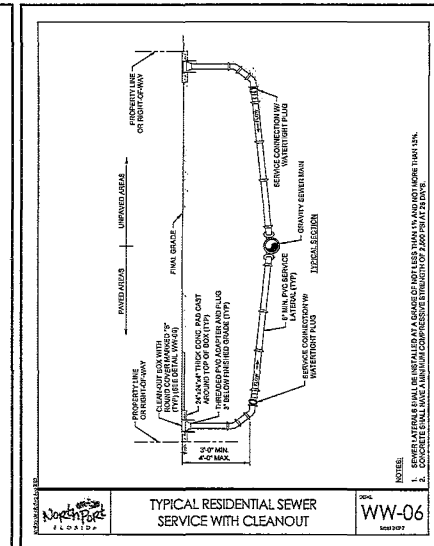 PROPERTY LINE
OR RIGHT-OF-WAY
PAVED AREAS
UNPAVED AREAS
PROPERTY LINE
OR RIGHT-OF-WAY
CLEAN-OUT BOX WITH
ROUND COVER MARKED "S"
(TYP) (SEE DETAIL WW-08)
FINAL GRADE
24"x24"x4" THICK CONC. PAD CAST
AROUND TOP OF BOX (TYP)
THREADED PVC ADAPTER AND PLUG
3" BELOW FINISHED GRADE (TYP)
3'-0" MIN.
4'-0" MAX.
6" MIN. PVC SERVICE
LATERAL (TYP)
SERVICE CONNECTION W/
WATERTIGHT PLUG
SERVICE CONNECTION W/
WATERTIGHT PLUG
GRAVITY SEWER MAIN
TYPICAL SECTION
NOTES:
1. SEWER LATERALS SHALL BE INSTALLED AT A GRADE OF NOT LESS THAN 1% AND NOT MORE THAN 13%.
2. CONCRETE SHALL HAVE A MINIMUM COMPRESSIVE STRENGTH OF 2,500 PSI AT 28 DAYS.
North Port
FLORIDA
TYPICAL RESIDENTIAL SEWER
SERVICE WITH CLEANOUT
WW-06